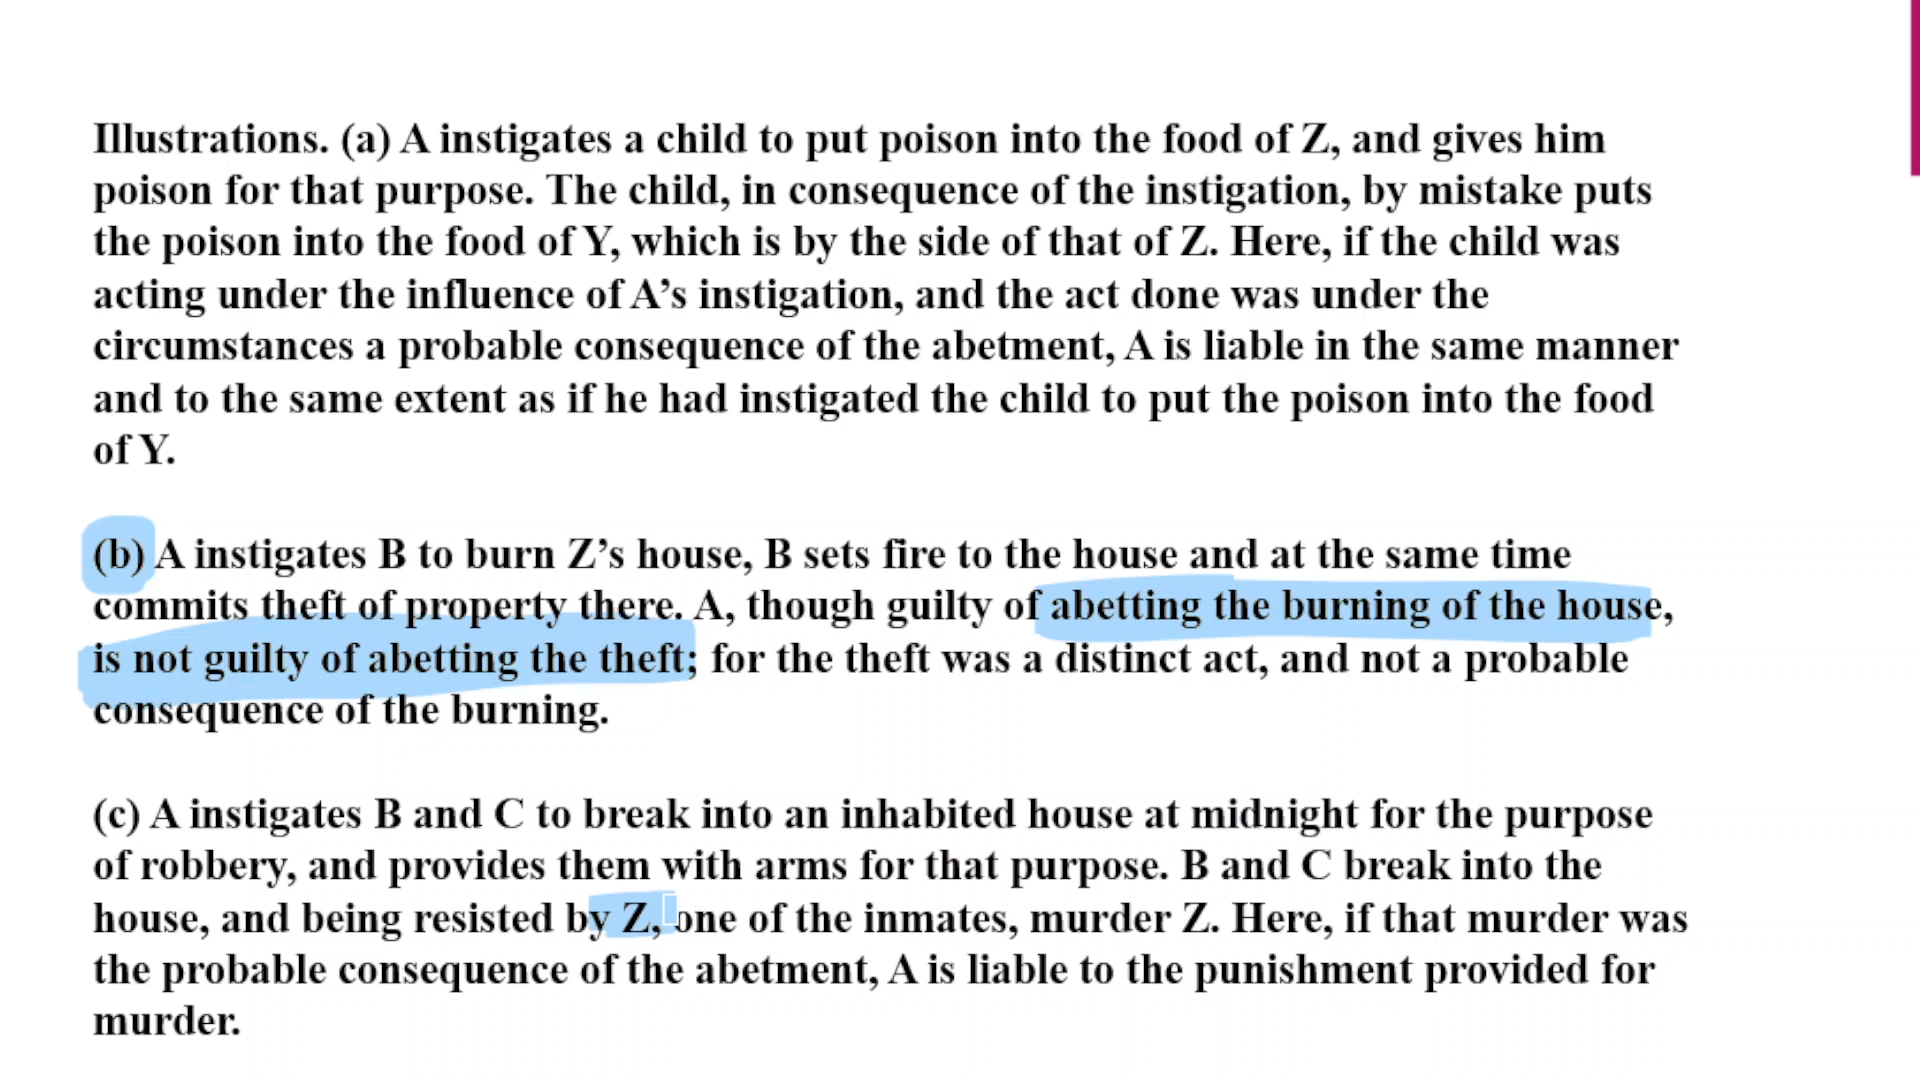 Illustrations. (a) A instigates a child to put poison into the food of Z, and gives him
poison for that purpose. The child, in consequence of the instigation, by mistake puts
the poison into the food of Y, which is by the side of that of Z. Here, if the child was
acting under the influence of A’s instigation, and the act done was under the
circumstances a probable consequence of the abetment, A is liable in the same manner
and to the same extent as if he had instigated the child to put the poison into the food
of Y.
(b) A instigates B to burn Z’s house, B sets fire to the house and at the same time
commits theft of property there. A, though guilty of abetting the burning of the house,
is not guilty of abetting the theft; for the theft was a distinct act, and not a probable
consequence of the burning.
(c) A instigates B and C to break into an inhabited house at midnight for the purpose
of robbery, and provides them with arms for that purpose. B and C break into the
house, and being resisted by Z, one of the inmates, murder Z. Here, if that murder was
the probable consequence of the abetment, A is liable to the punishment provided for
murder.